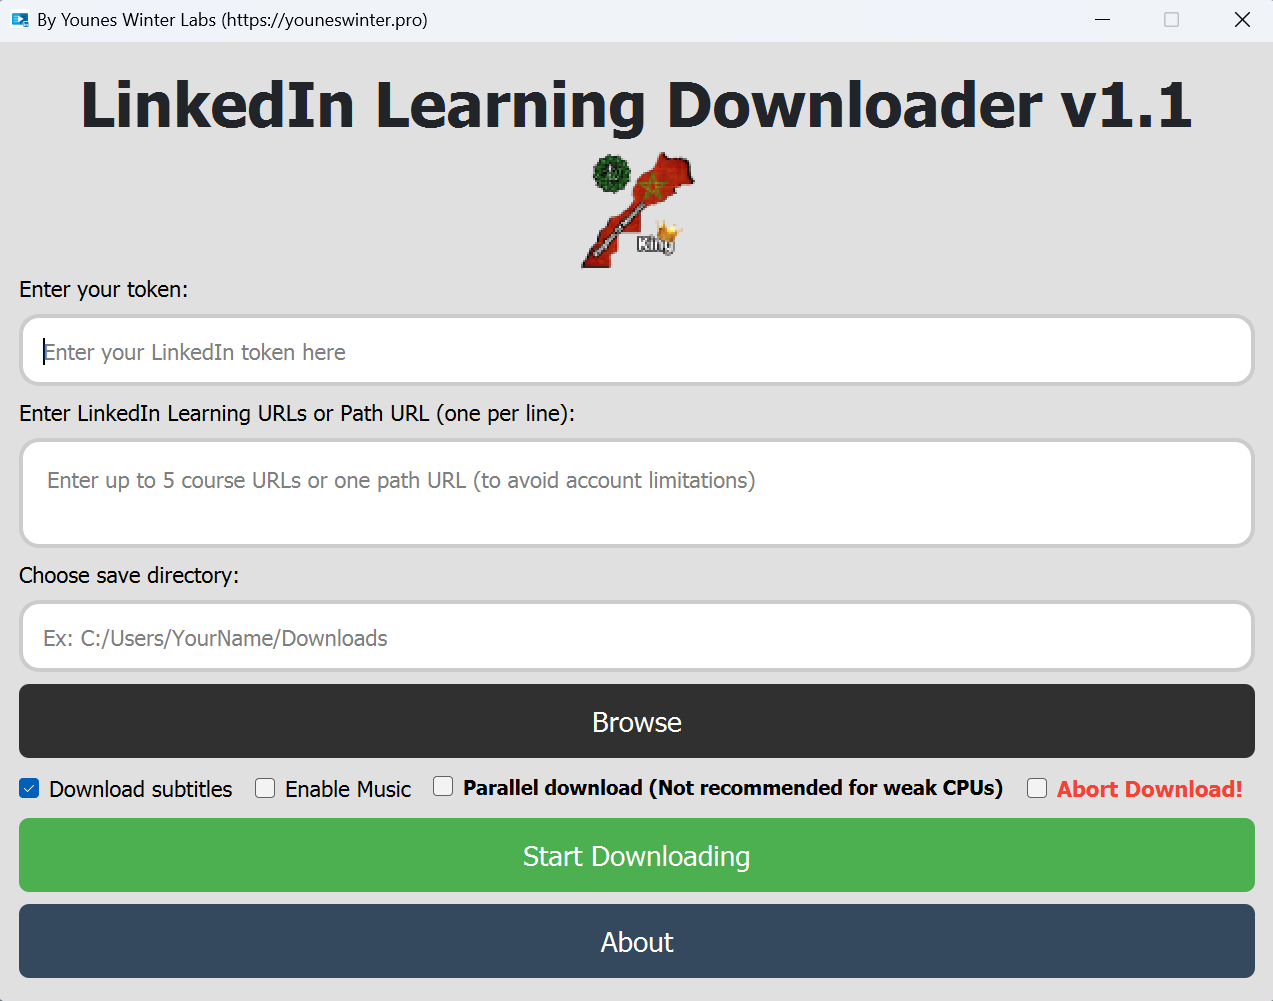 By Younes Winter Labs (https://youneswinter.pro)
LinkedIn Learning Downloader v1.1
King
Enter your token:
Enter your LinkedIn token here
Enter LinkedIn Learning URLs or Path URL (one per line):
Enter up to 5 course URLs or one path URL (to avoid account limitations)
Choose save directory:
Ex: C:/Users/YourName/Downloads
Browse
Download subtitles Enable Music Parallel download (Not recommended for weak CPUs) Abort Download!
Start Downloading
About